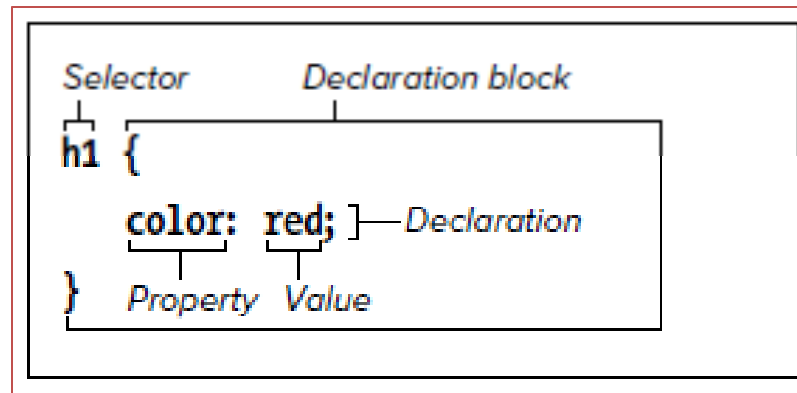 Selector Declaration block
h1 {
color: red; Declaration
} Property Value